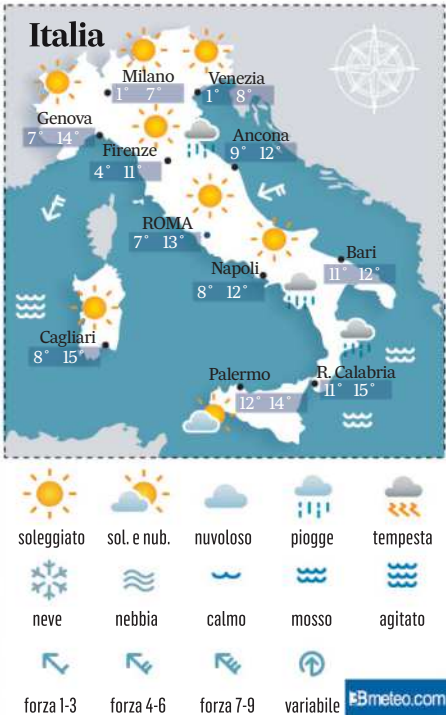 Italia
Milano
1° 7°
Venezia
1° 8°
Genova
7° 14°
Firenze
4° 11°
Ancona
9° 12°
ROMA
7° 13°
Napoli
8° 12°
Bari
11° 12°
Cagliari
8° 15°
Palermo
12° 14°
R. Calabria
11° 15°
soleggiato sol. e nub. nuvoloso piogge tempesta
neve nebbia calmo mosso agitato
forza 1-3 forza 4-6 forza 7-9 variabile
3Bmeteo.com